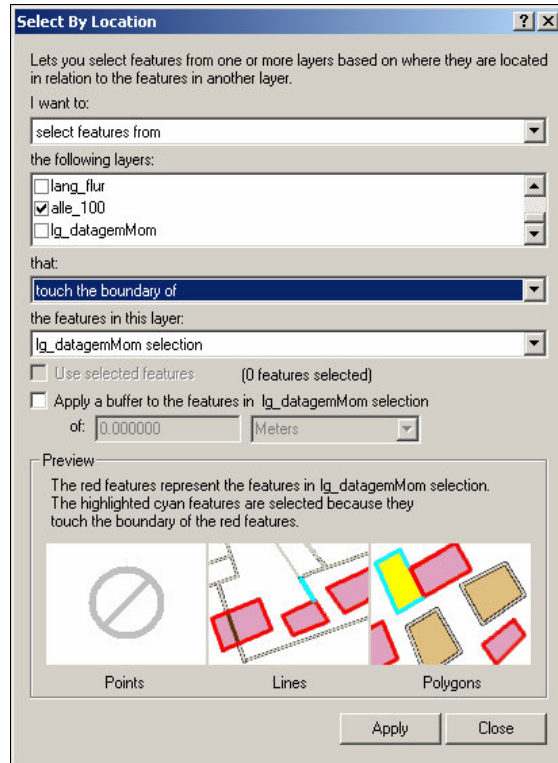 Select By Location
Lets you select features from one or more layers based on where they are located
in relation to the features in another layer.
I want to:
select features from
the following layers:
lang_flur
alle_100
lg_datagemMom
that:
touch the boundary of
the features in this layer:
lg_datagemMom selection
Use selected features (0 features selected)
Apply a buffer to the features in lg_datagemMom selection
of: 0.000000 Meters
Preview
The red features represent the features in lg_datagemMom selection.
The highlighted cyan features are selected because they
touch the boundary of the red features.
Points Lines Polygons
Apply Close